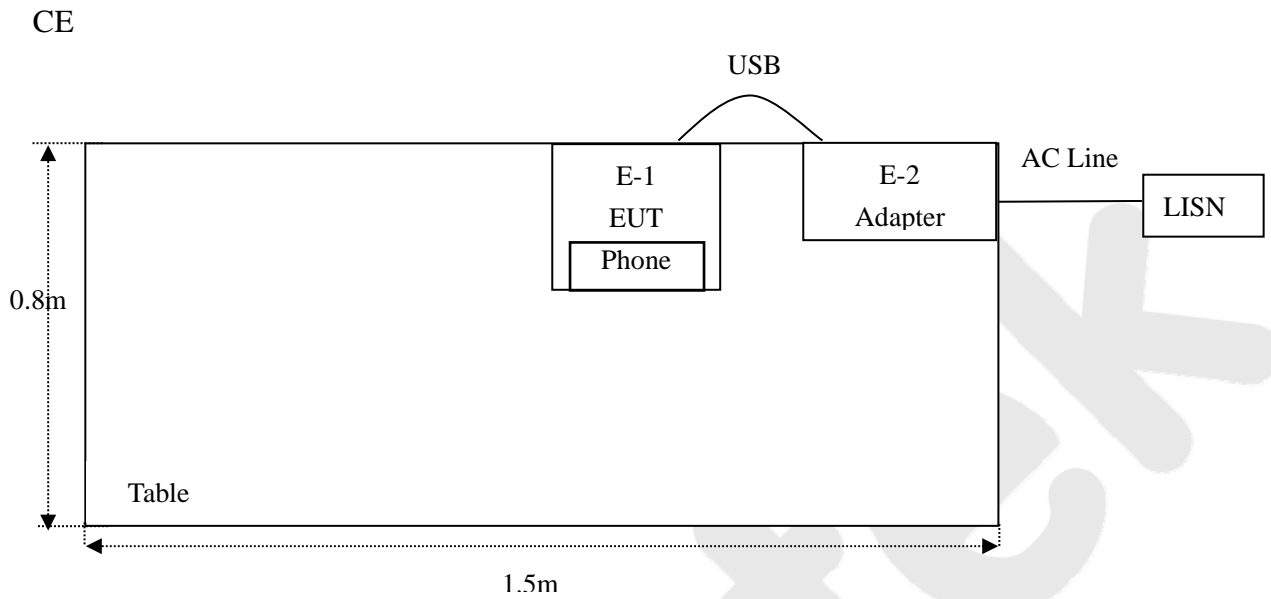 CE
USB
E-1
EUT
Phone
E-2
Adapter
AC Line
LISN
0.8m
Table
1.5m